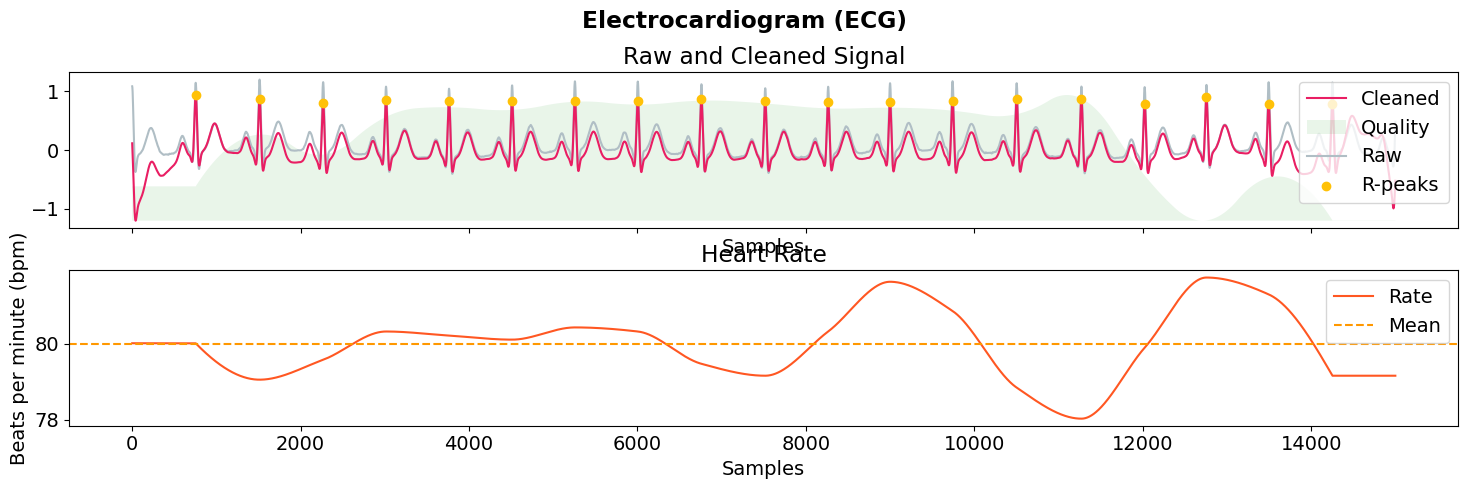 Electrocardiogram (ECG)
Raw and Cleaned Signal
1
0
−1
Cleaned
Quality
Raw
R-peaks
Samples
Heart Rate
Beats per minute (bpm)
80
78
Rate
Mean
0 2000 4000 6000 8000 10000 12000 14000
Samples